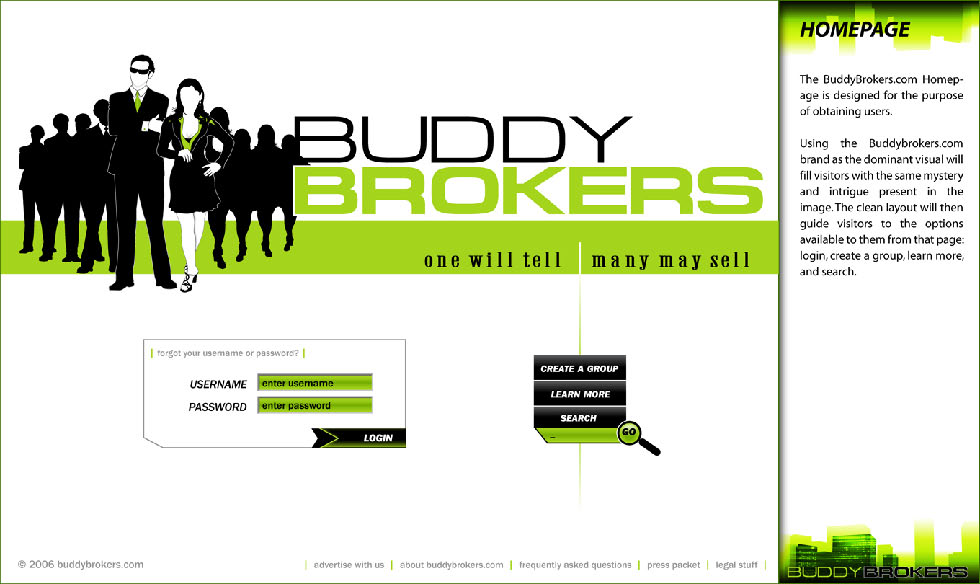 BUDDY
BROKERS
one will tell | many may sell
| forgot your username or password? |
USERNAME enter username
PASSWORD enter password
LOGIN
CREATE A GROUP
LEARN MORE
SEARCH
_ GO
© 2006 buddybrokers.com
| advertise with us | about buddybrokers.com | frequently asked questions | press packet | legal stuff |
HOMEPAGE
The BuddyBrokers.com Homep-
age is designed for the purpose
of obtaining users.
Using the Buddybrokers.com
brand as the dominant visual will
fill visitors with the same mystery
and intrigue present in the
image. The clean layout will then
guide visitors to the options
available to them from that page:
login, create a group, learn more,
and search.
BUDDYBROKERS